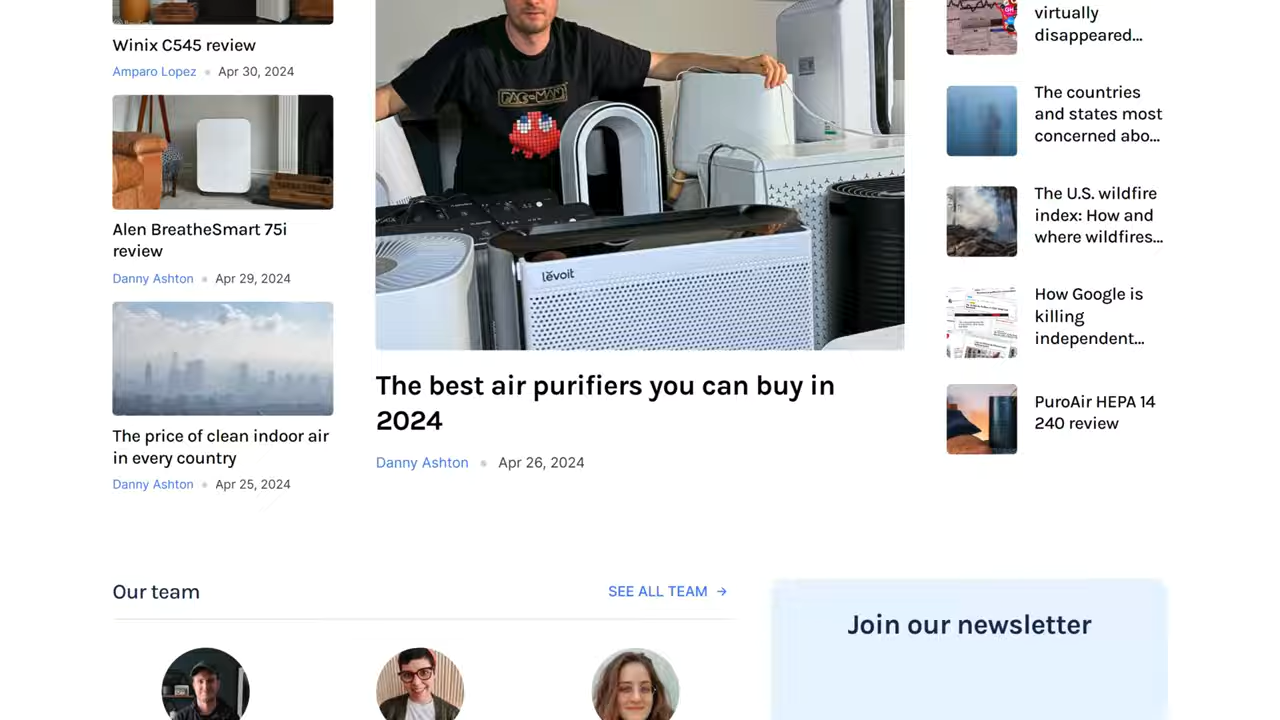 Winix C545 review
Amparo Lopez Apr 30, 2024
Alen BreatheSmart 75i
review
Danny Ashton Apr 29, 2024
The price of clean indoor air
in every country
Danny Ashton Apr 25, 2024
PAC-MAN
levoit
The best air purifiers you can buy in
2024
Danny Ashton Apr 26, 2024
virtually
disappeared...
The countries
and states most
concerned abo...
The U.S. wildfire
index: How and
where wildfires...
How Google is
killing
independent...
PuroAir HEPA 14
240 review
Our team
SEE ALL TEAM →
Join our newsletter